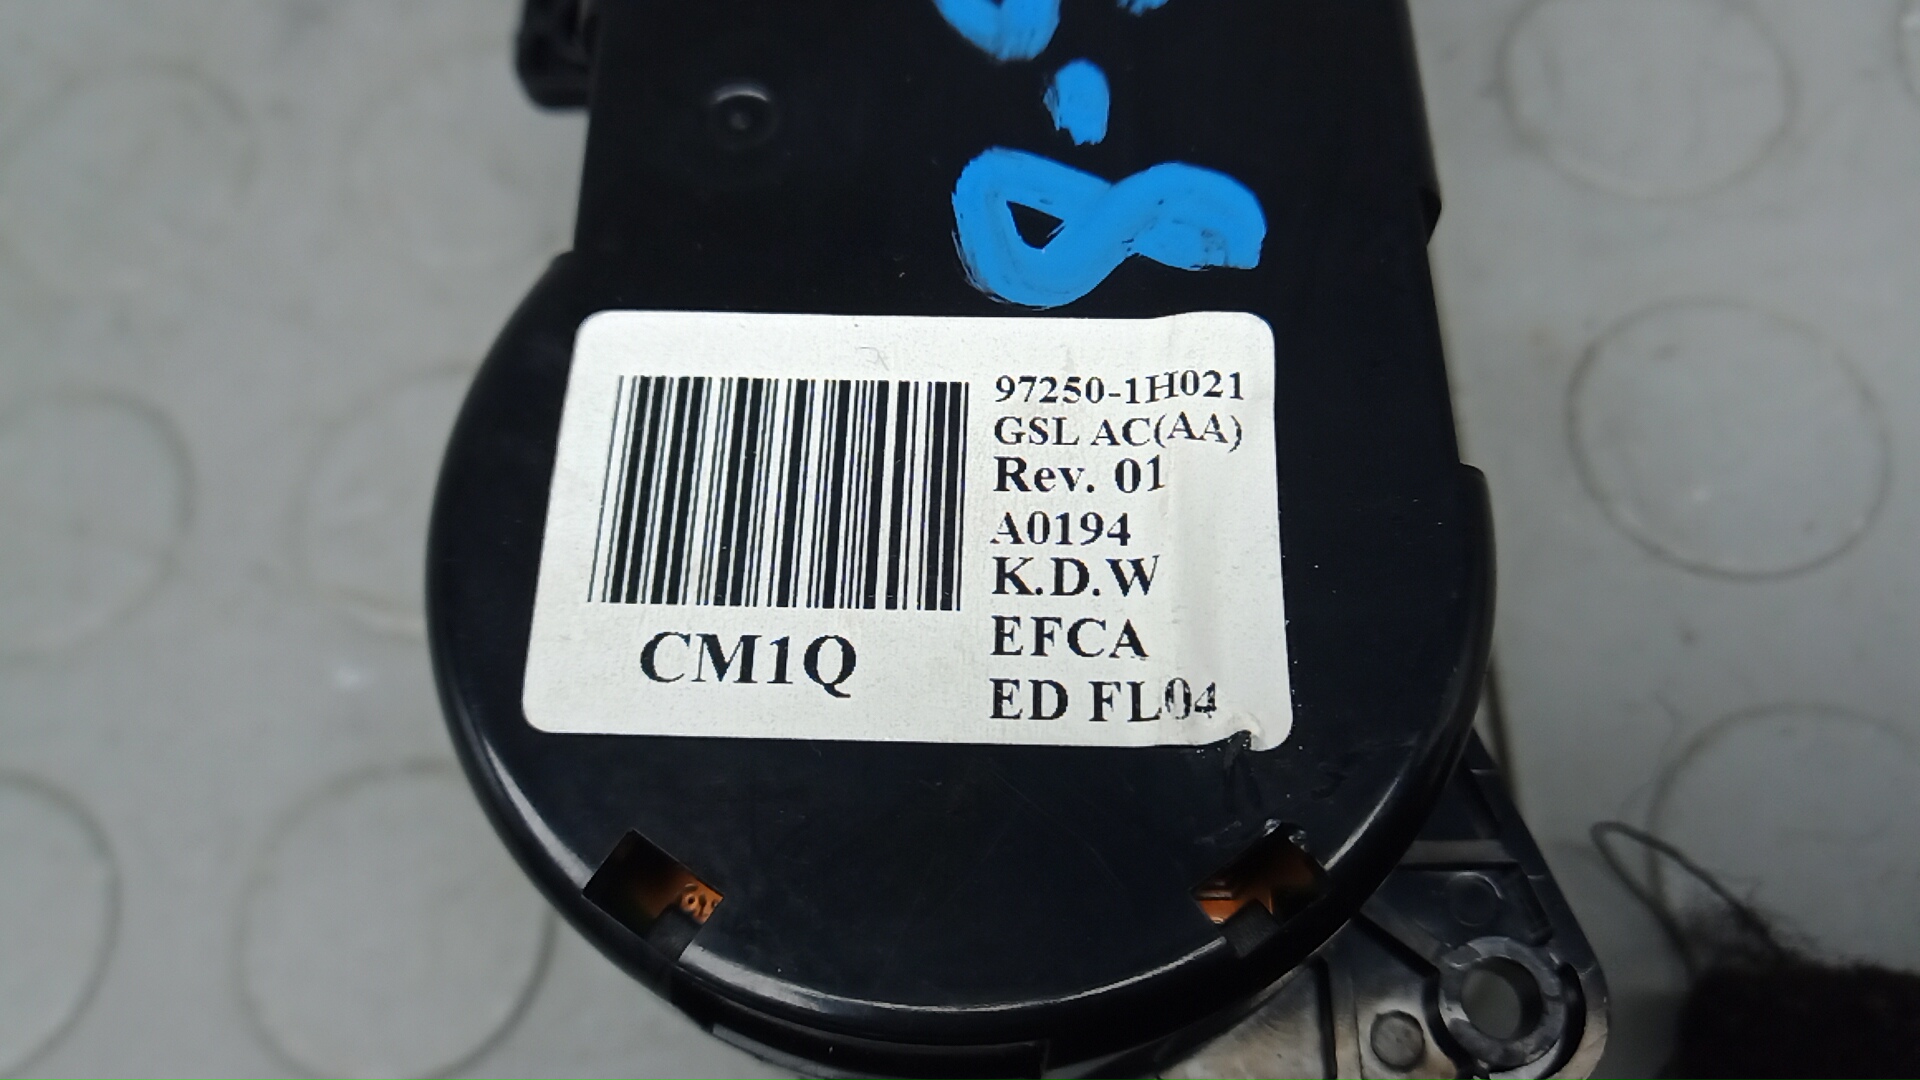 97250-1H021
GSL AC(AA)
Rev. 01
A0194
K.D.W
EFCA
ED FL04
CM1Q